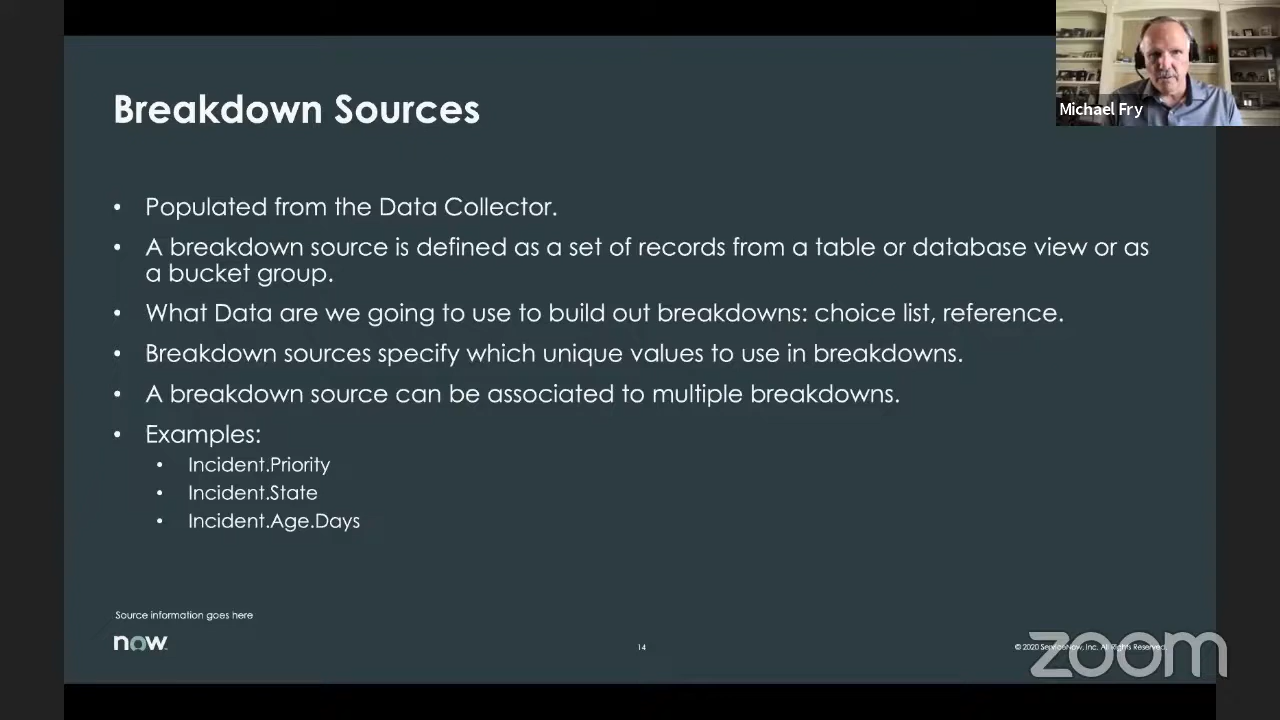 Breakdown Sources
Michael Fry
• Populated from the Data Collector.
• A breakdown source is defined as a set of records from a table or database view or as
a bucket group.
• What Data are we going to use to build out breakdowns: choice list, reference.
• Breakdown sources specify which unique values to use in breakdowns.
• A breakdown source can be associated to multiple breakdowns.
• Examples:
• Incident.Priority
• Incident.State
• Incident.Age.Days
Source information goes here
now
14
© 2020 ServiceNow, Inc. All Rights Reserved.
zoom